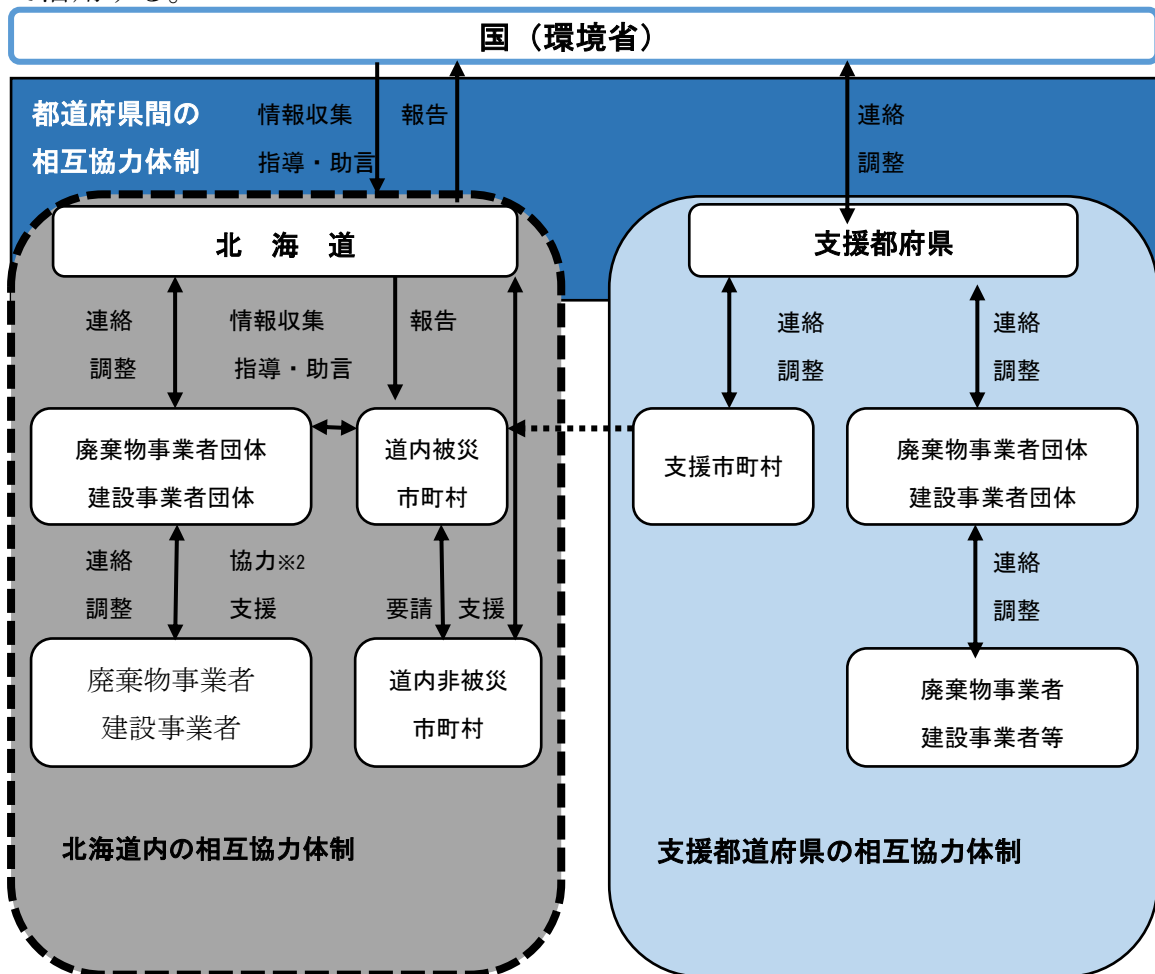 国（環境省）
都道府県間の
相互協力体制
情報収集
指導・助言
報告
連絡
調整
北　海　道
支援都府県
連絡
調整
情報収集
指導・助言
報告
連絡
調整
連絡
調整
廃棄物事業者団体
建設事業者団体
道内被災
市町村
支援市町村
廃棄物事業者団体
建設事業者団体
連絡
調整
協力※2
支援
要請
支援
連絡
調整
廃棄物事業者
建設事業者
道内非被災
市町村
廃棄物事業者
建設事業者等
北海道内の相互協力体制
支援都道府県の相互協力体制